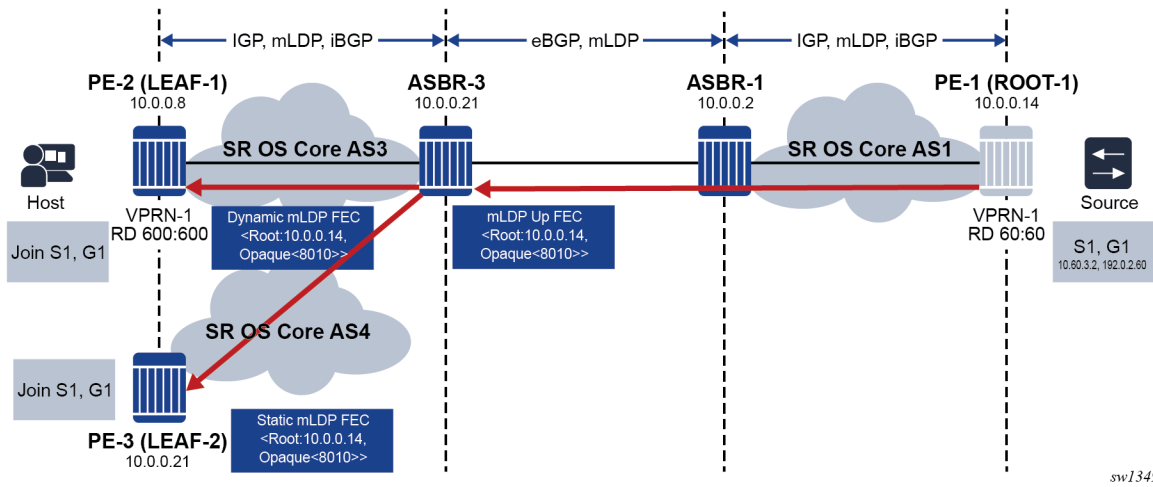 IGP, mLDP, iBGP
eBGP, mLDP
IGP, mLDP, iBGP
PE-2 (LEAF-1)
10.0.0.8
ASBR-3
10.0.0.21
ASBR-1
10.0.0.2
PE-1 (ROOT-1)
10.0.0.14
SR OS Core AS3
SR OS Core AS1
Host
Source
VPRN-1
RD 600:600
Dynamic mLDP FEC
<Root:10.0.0.14,
Opaque<8010>>
mLDP Up FEC
<Root:10.0.0.14,
Opaque<8010>>
VPRN-1
RD 60:60
Join S1, G1
S1, G1
10.60.3.2, 192.0.2.60
SR OS Core AS4
Join S1, G1
PE-3 (LEAF-2)
10.0.0.21
Static mLDP FEC
<Root:10.0.0.14,
Opaque<8010>>